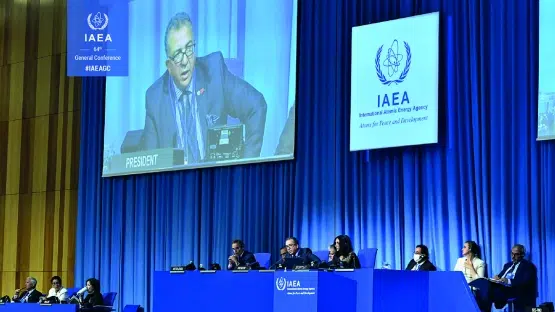 IAEA
64th
General Conference
#IAEAGC
PRESIDENT
IAEA
International Atomic Energy Agency
Atoms for Peace and Development
IAEA